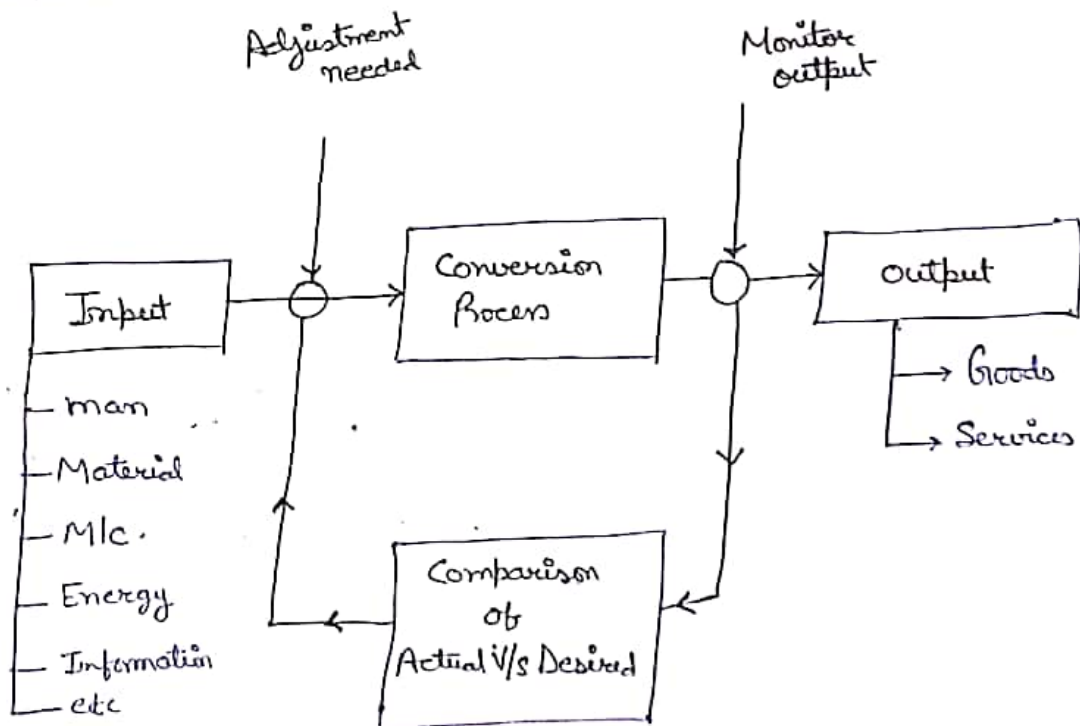 Adjustment
needed
Monitor
output
Input
Conversion
Process
Output
man
Material
M/c.
Energy
Information
etc
Goods
Services
Comparison
of
Actual V/s Desired